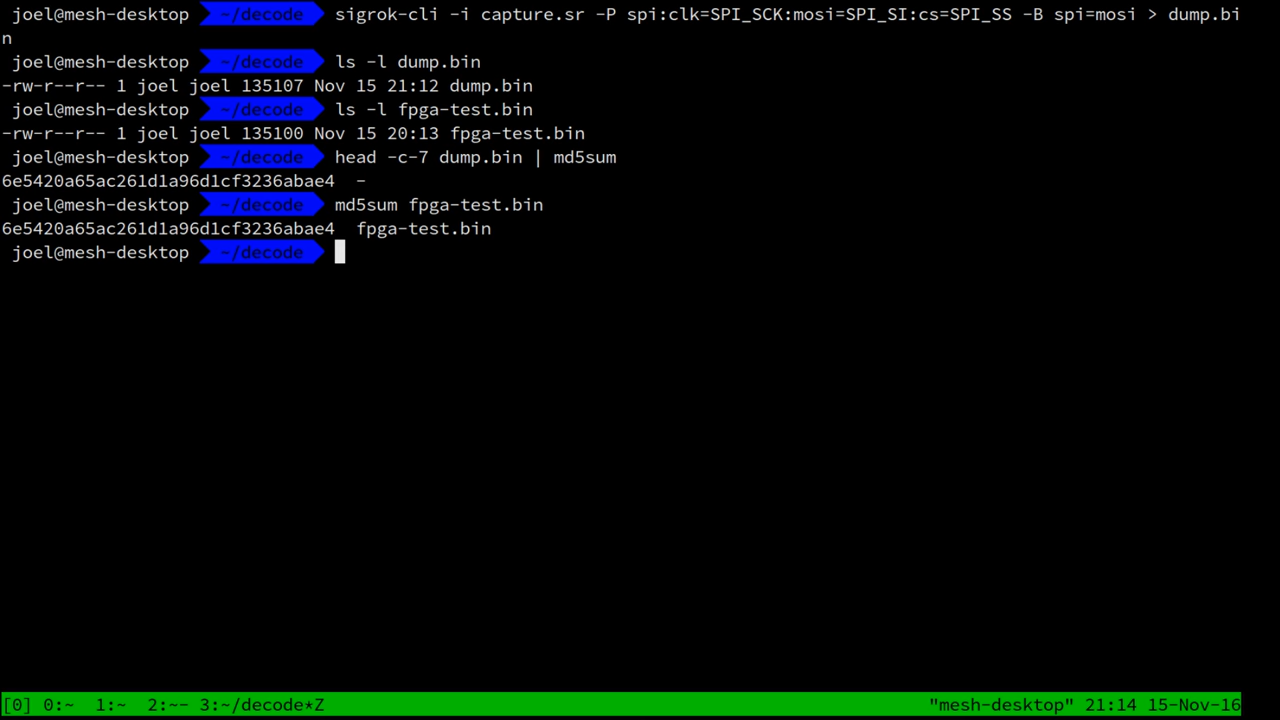 joel@mesh-desktop ~/decode sigrok-cli -i capture.sr -P spi:clk=SPI_SCK:mosi=SPI_SI:cs=SPI_SS -B spi=mosi > dump.bi
n
joel@mesh-desktop ~/decode ls -l dump.bin
-rw-r--r-- 1 joel joel 135107 Nov 15 21:12 dump.bin
joel@mesh-desktop ~/decode ls -l fpga-test.bin
-rw-r--r-- 1 joel joel 135100 Nov 15 20:13 fpga-test.bin
joel@mesh-desktop ~/decode head -c-7 dump.bin | md5sum
6e5420a65ac261d1a96d1cf3236abae4  -
joel@mesh-desktop ~/decode md5sum fpga-test.bin
6e5420a65ac261d1a96d1cf3236abae4  fpga-test.bin
joel@mesh-desktop ~/decode
[0] 0:~  1:~  2:~- 3:~/decode*Z "mesh-desktop" 21:14 15-Nov-16